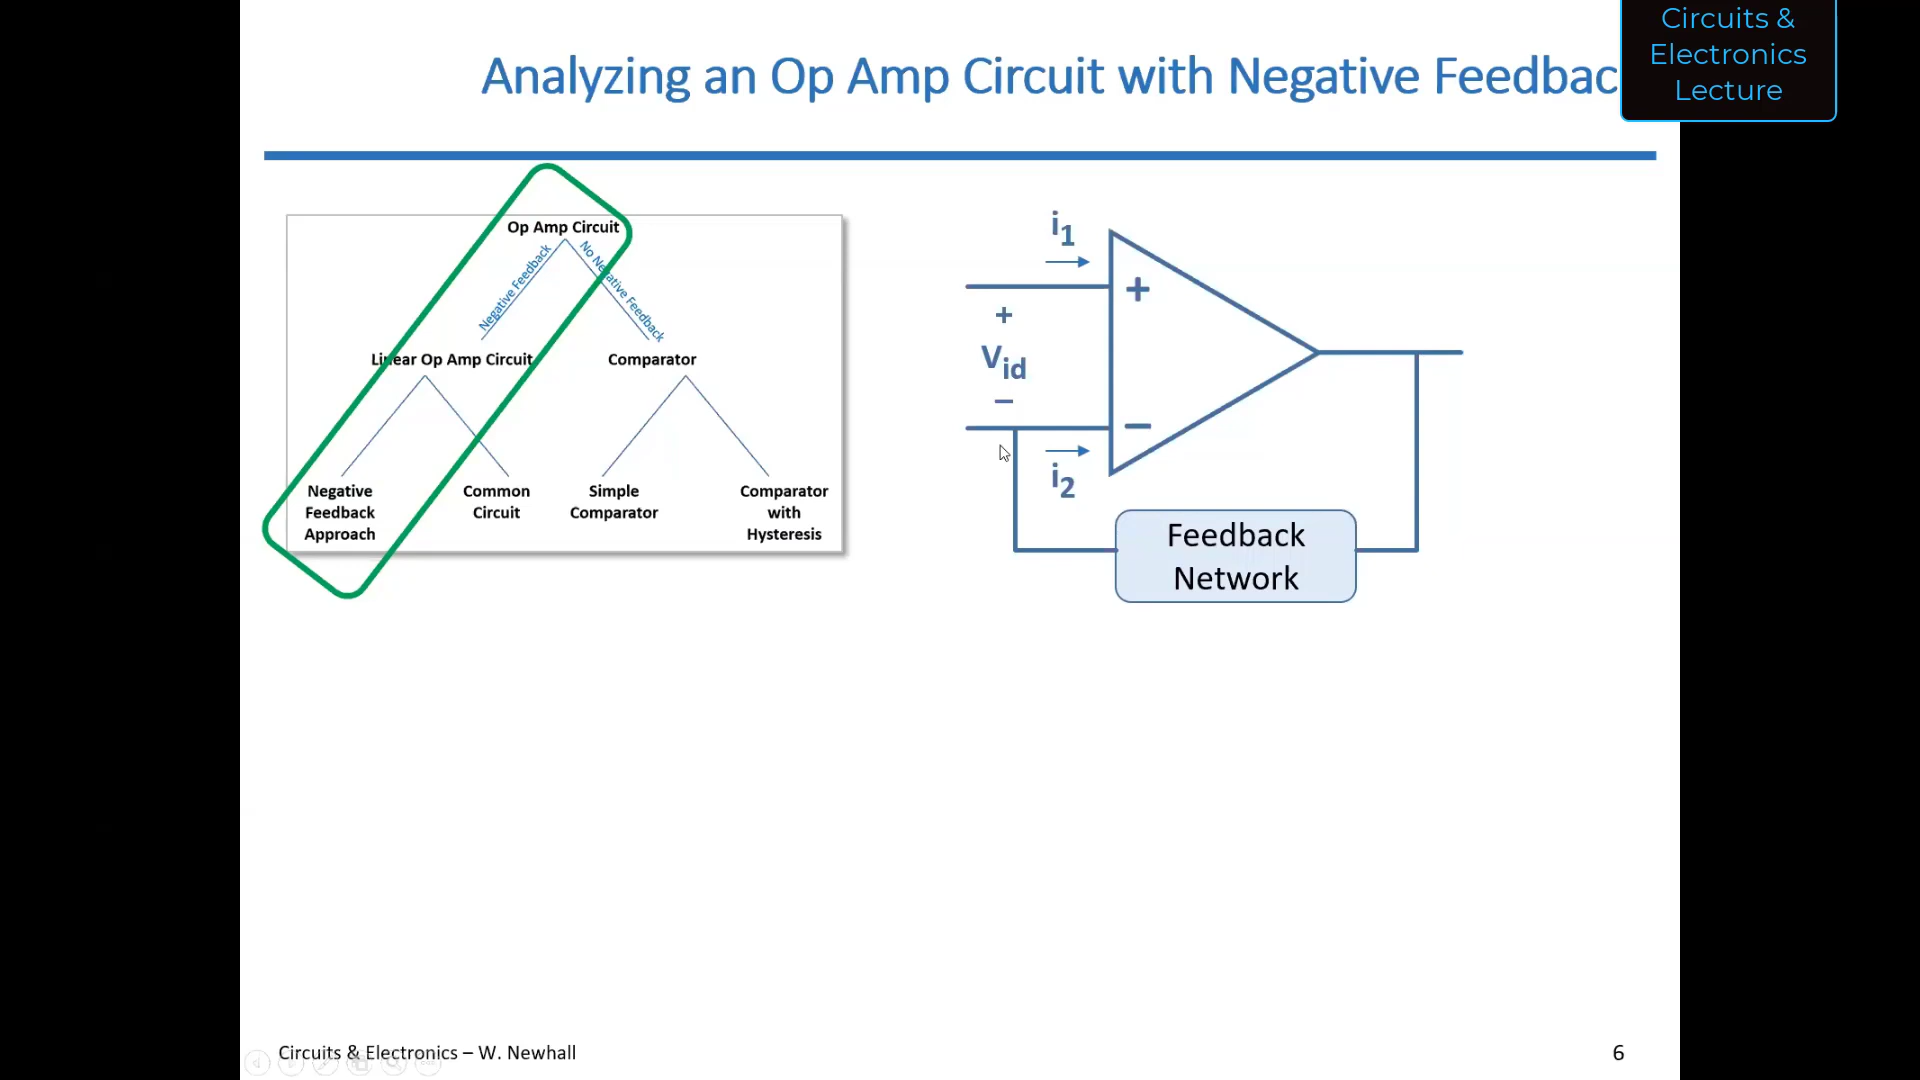 Circuits &
Electronics
Lecture
Analyzing an Op Amp Circuit with Negative Feedbac
Op Amp Circuit
Negative Feedback
No Negative Feedback
Linear Op Amp Circuit
Comparator
Negative
Feedback
Approach
Common
Circuit
Simple
Comparator
Comparator
with
Hysteresis
i1
+
+
Vid
−
−
i2
Feedback
Network
Circuits & Electronics – W. Newhall
6